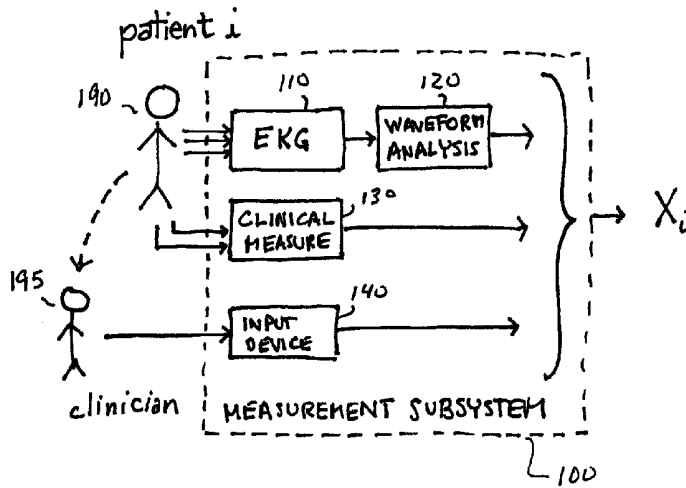 patient i
190
110
120
EKG
WAVEFORM
ANALYSIS
130
CLINICAL
MEASURE
X_i
195
140
INPUT
DEVICE
clinician
MEASUREMENT SUBSYSTEM
100